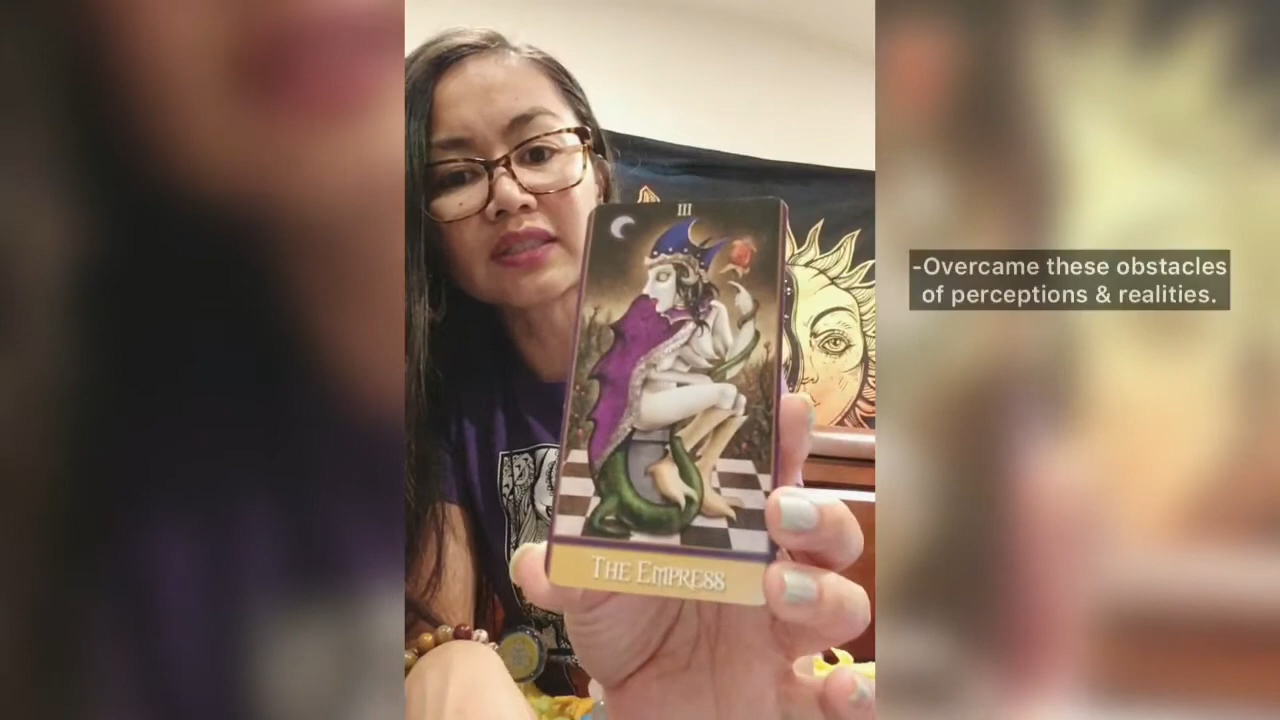 III
THE EMPRESS
-Overcame these obstacles
of perceptions & realities.